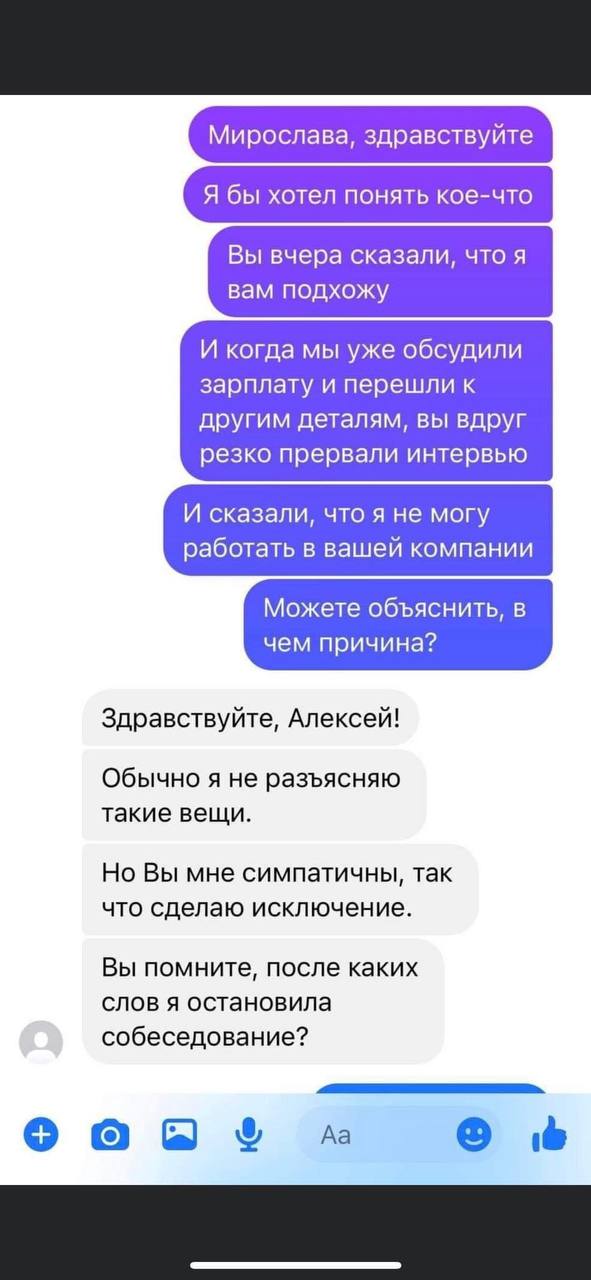 Мирослава, здравствуйте
Я бы хотел понять кое-что
Вы вчера сказали, что я
вам подхожу
И когда мы уже обсудили
зарплату и перешли к
другим деталям, вы вдруг
резко прервали интервью
И сказали, что я не могу
работать в вашей компании
Можете объяснить, в
чем причина?
Здравствуйте, Алексей!
Обычно я не разъясняю
такие вещи.
Но Вы мне симпатичны, так
что сделаю исключение.
Вы помните, после каких
слов я остановила
собеседование?
Aa